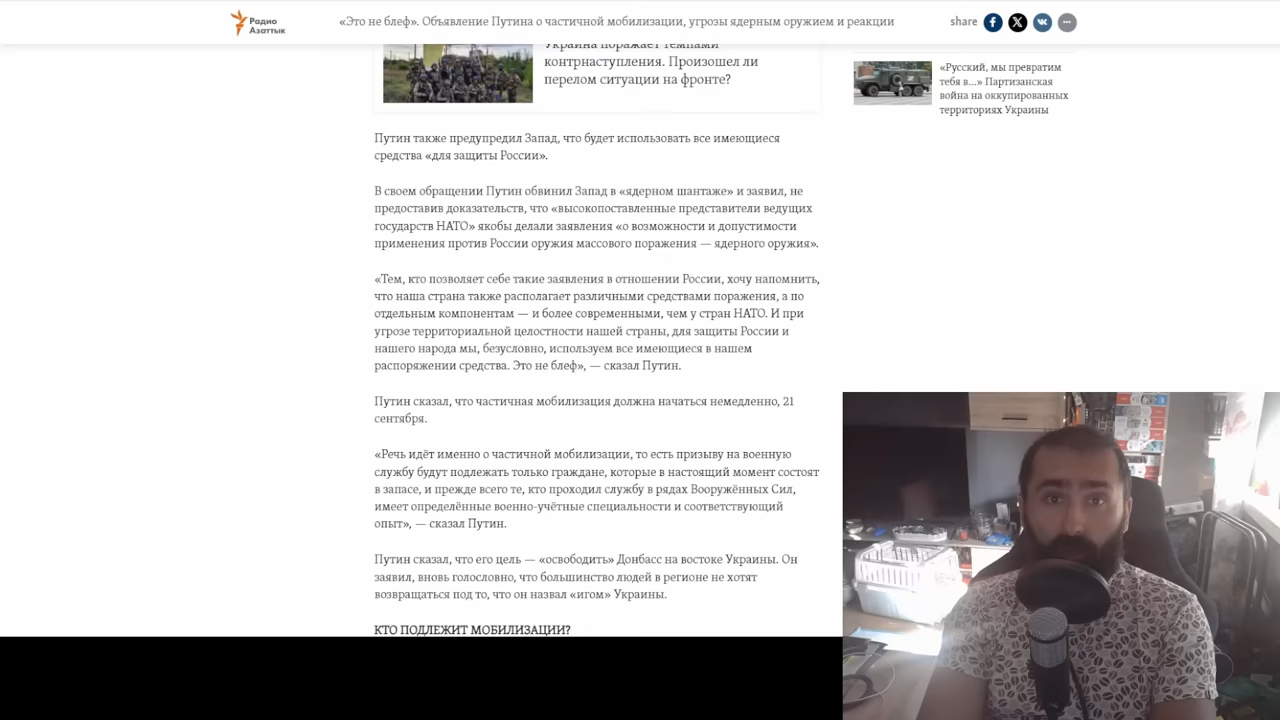 Радио
Азаттык
«Это не блеф». Объявление Путина о частичной мобилизации, угрозы ядерным оружием и реакции
share
Украина поражает темпами
контрнаступления. Произошел ли
перелом ситуации на фронте?
«Русский, мы превратим
тебя в...» Партизанская
война на оккупированных
территориях Украины
Путин также предупредил Запад, что будет использовать все имеющиеся
средства «для защиты России».
В своем обращении Путин обвинил Запад в «ядерном шантаже» и заявил, не
предоставив доказательств, что «высокопоставленные представители ведущих
государств НАТО» якобы делали заявления «о возможности и допустимости
применения против России оружия массового поражения — ядерного оружия».
«Тем, кто позволяет себе такие заявления в отношении России, хочу напомнить,
что наша страна также располагает различными средствами поражения, а по
отдельным компонентам — и более современными, чем у стран НАТО. И при
угрозе территориальной целостности нашей страны, для защиты России и
нашего народа мы, безусловно, используем все имеющиеся в нашем
распоряжении средства. Это не блеф», — сказал Путин.
Путин сказал, что частичная мобилизация должна начаться немедленно, 21
сентября.
«Речь идёт именно о частичной мобилизации, то есть призыву на военную
службу будут подлежать только граждане, которые в настоящий момент состоят
в запасе, и прежде всего те, кто проходил службу в рядах Вооружённых Сил,
имеет определённые военно-учётные специальности и соответствующий
опыт», — сказал Путин.
Путин сказал, что его цель — «освободить» Донбасс на востоке Украины. Он
заявил, вновь голословно, что большинство людей в регионе не хотят
возвращаться под то, что он назвал «игом» Украины.
КТО ПОДЛЕЖИТ МОБИЛИЗАЦИИ?